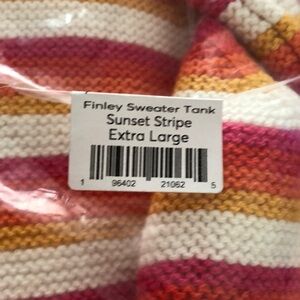 Finley Sweater Tank
Sunset Stripe
Extra Large
1 96402 21062 5